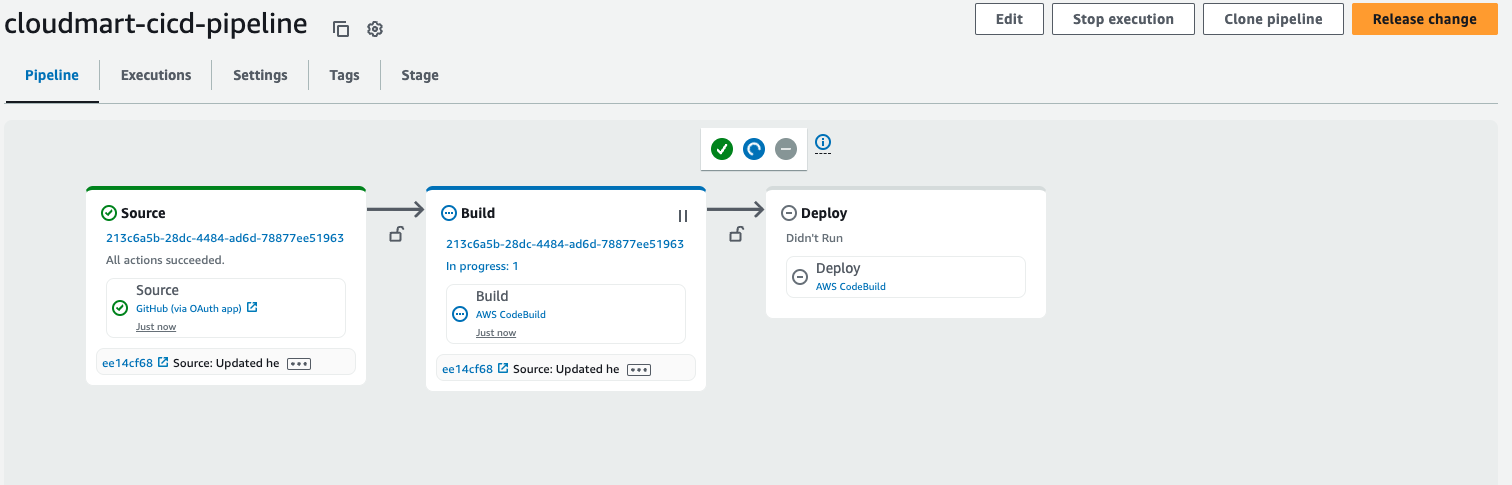 cloudmart-cicd-pipeline
Edit
Stop execution
Clone pipeline
Release change
Pipeline
Executions
Settings
Tags
Stage
Source
213c6a5b-28dc-4484-ad6d-78877ee51963
All actions succeeded.
Source
GitHub (via OAuth app)
Just now
ee14cf68 Source: Updated he
Build
213c6a5b-28dc-4484-ad6d-78877ee51963
In progress: 1
Build
AWS CodeBuild
Just now
ee14cf68 Source: Updated he
Deploy
Didn't Run
Deploy
AWS CodeBuild